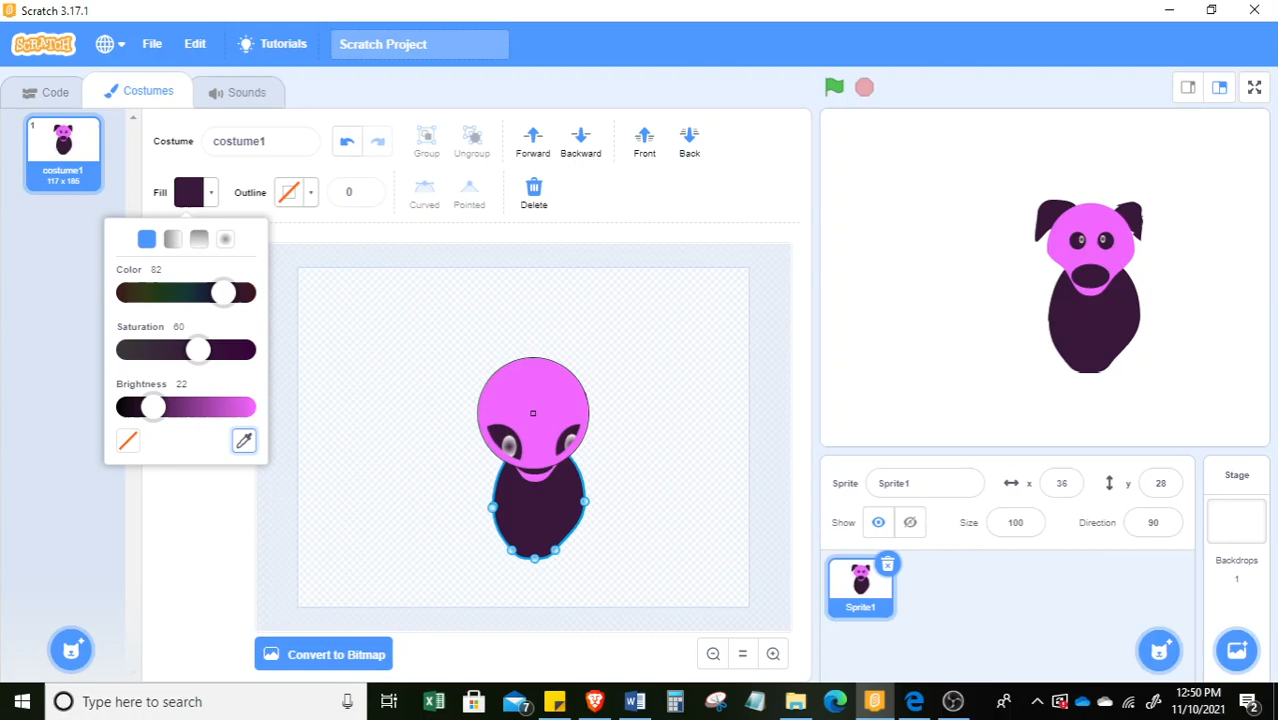 Scratch 3.17.1
SCRATCH File Edit Tutorials Scratch Project
Code Costumes Sounds
1
costume1
117 x 186
Costume costume1 Group Ungroup Forward Backward Front Back
Fill Outline 0 Curved Pointed Delete
Color 82
Saturation 60
Brightness 22
Convert to Bitmap
Sprite Sprite1 x 36 y 28
Show Size 100 Direction 90
Sprite1
Stage
Backdrops
1
Type here to search
7
12:50 PM
11/10/2021
2